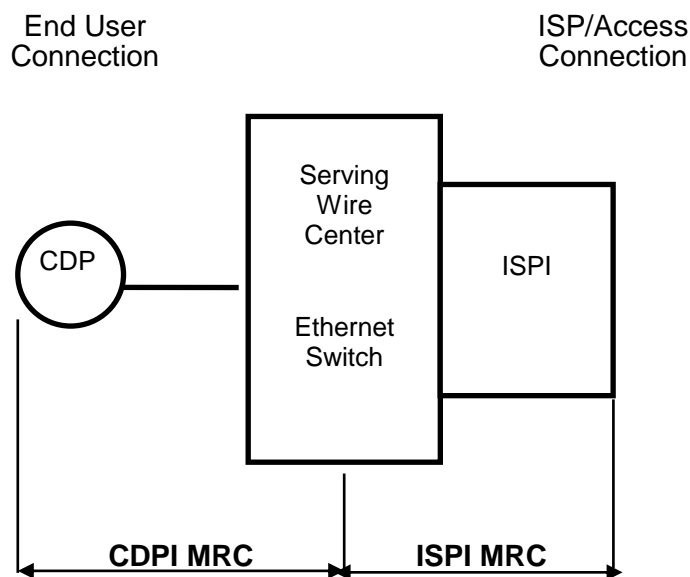 End User
Connection
ISP/Access
Connection
Serving
Wire
Center
CDP
ISPI
Ethernet
Switch
CDPI MRC
ISPI MRC